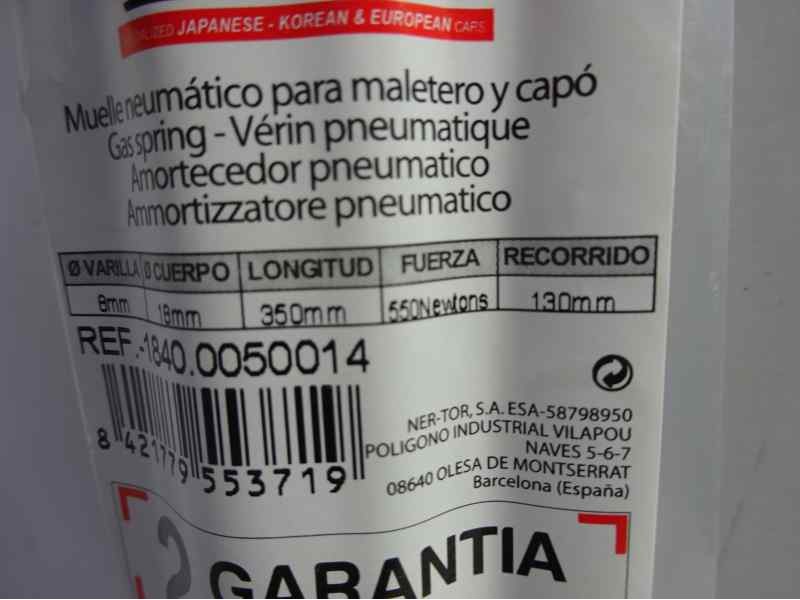 JAPANESE - KOREAN & EUROPEAN CARS
Muelle neumático para maletero y capó
Gas spring - Vérin pneumatique
Amortecedor pneumatico
Ammortizzatore pneumatico
Ø VARILLA Ø CUERPO LONGITUD FUERZA RECORRIDO
8mm 18mm 350mm 550Newtons 130mm
REF.-1840.0050014
8 421779 553719
NER-TOR, S.A. ESA-58798950
POLIGONO INDUSTRIAL VILAPOU
NAVES 5-6-7
08640 OLESA DE MONTSERRAT
Barcelona (España)
GARANTIA